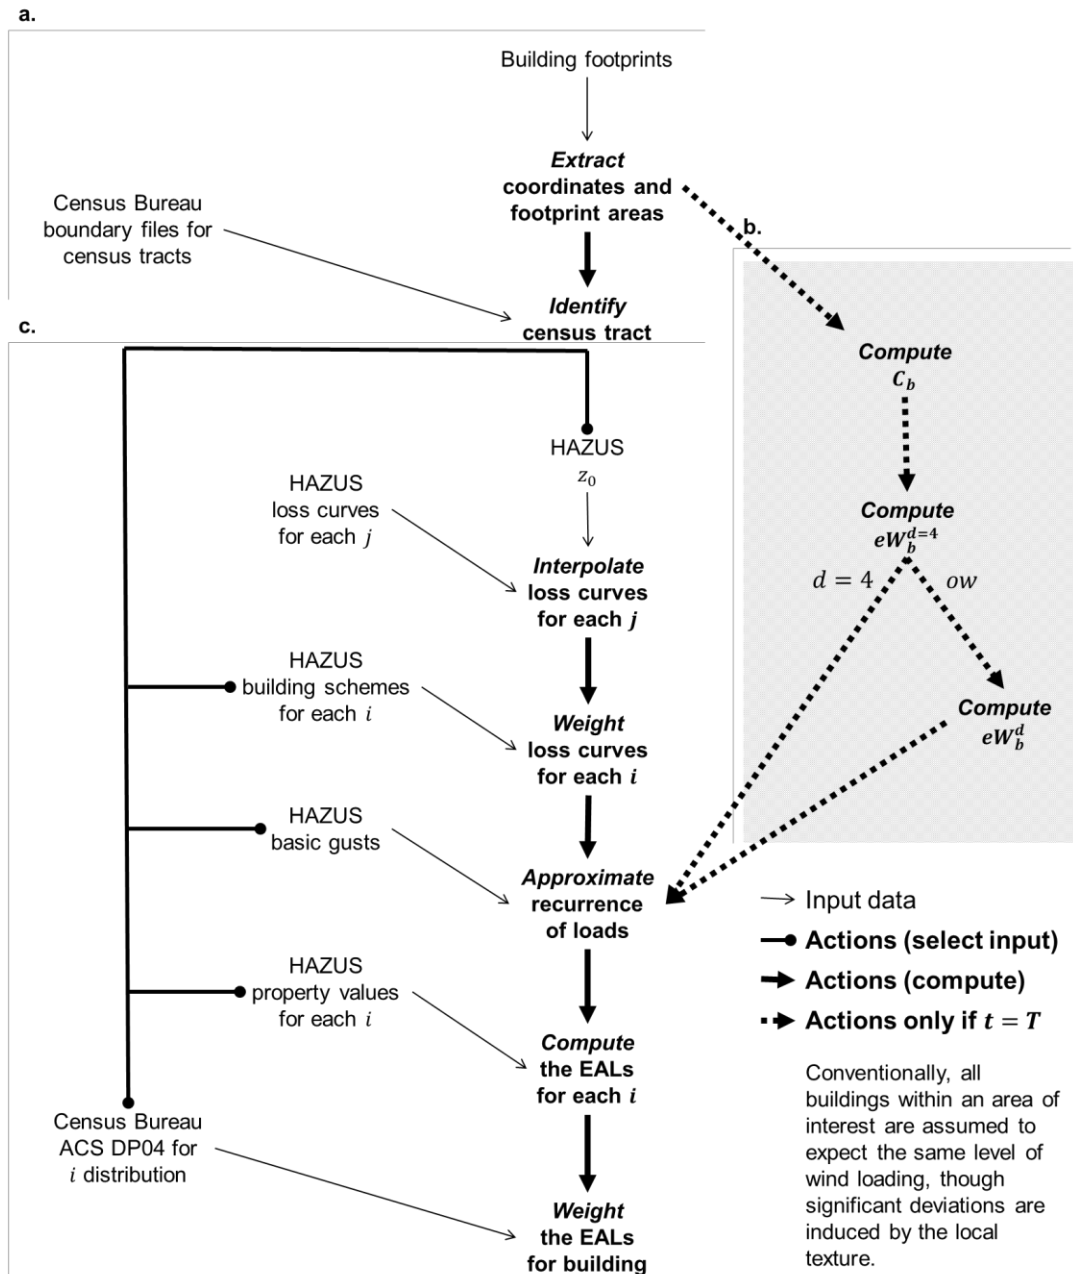 a.
Building footprints
Extract
coordinates and
footprint areas
Census Bureau
boundary files for
census tracts
Identify
census tract
b.
Compute
C_b
Compute
eW_b^{d=4}
d = 4
ow
Compute
eW_b^d
c.
HAZUS
z_0
HAZUS
loss curves
for each j
Interpolate
loss curves
for each j
HAZUS
building schemes
for each i
Weight
loss curves
for each i
HAZUS
basic gusts
Approximate
recurrence
of loads
HAZUS
property values
for each i
Compute
the EALs
for each i
Census Bureau
ACS DP04 for
i distribution
Weight
the EALs
for building
Input data
Actions (select input)
Actions (compute)
Actions only if t = T
Conventionally, all
buildings within an area of
interest are assumed to
expect the same level of
wind loading, though
significant deviations are
induced by the local
texture.